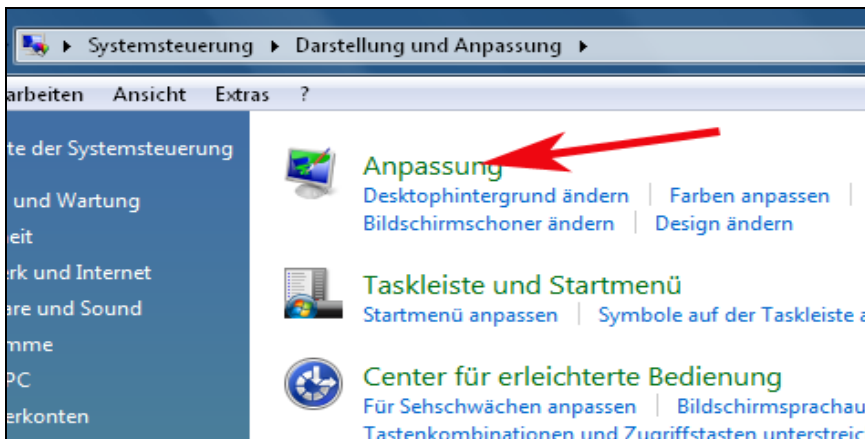 Systemsteuerung ▸ Darstellung und Anpassung ▸
arbeiten Ansicht Extras ?
te der Systemsteuerung
und Wartung
eit
rk und Internet
are und Sound
mme
PC
erkonten
Anpassung
Desktophintergrund ändern | Farben anpassen |
Bildschirmschoner ändern | Design ändern
Taskleiste und Startmenü
Startmenü anpassen | Symbole auf der Taskleiste a
Center für erleichterte Bedienung
Für Sehschwächen anpassen | Bildschirmsprachau
Tastenkombinationen und Zugriffstasten unterstreic